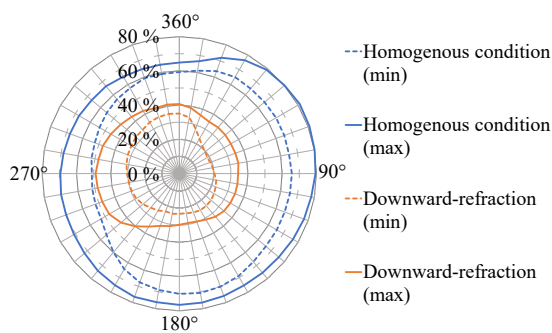 360°
80 %
60 %
40 %
20 %
0 %
270°
90°
180°
Homogenous condition
(min)
Homogenous condition
(max)
Downward-refraction
(min)
Downward-refraction
(max)